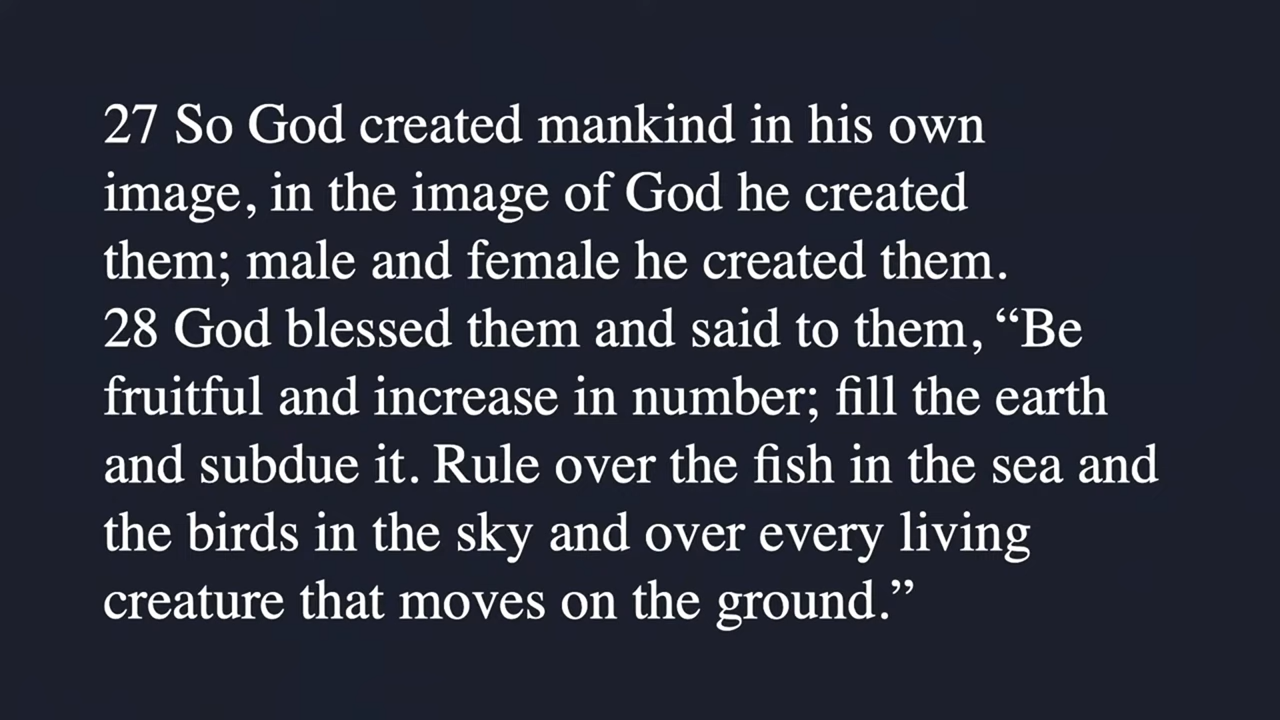 27 So God created mankind in his own
image, in the image of God he created
them; male and female he created them.
28 God blessed them and said to them, “Be
fruitful and increase in number; fill the earth
and subdue it. Rule over the fish in the sea and
the birds in the sky and over every living
creature that moves on the ground.”